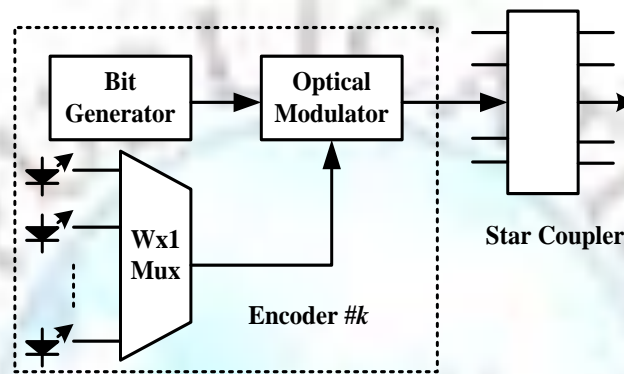 Bit
Generator
Optical
Modulator
Wx1
Mux
Encoder #k
Star Coupler